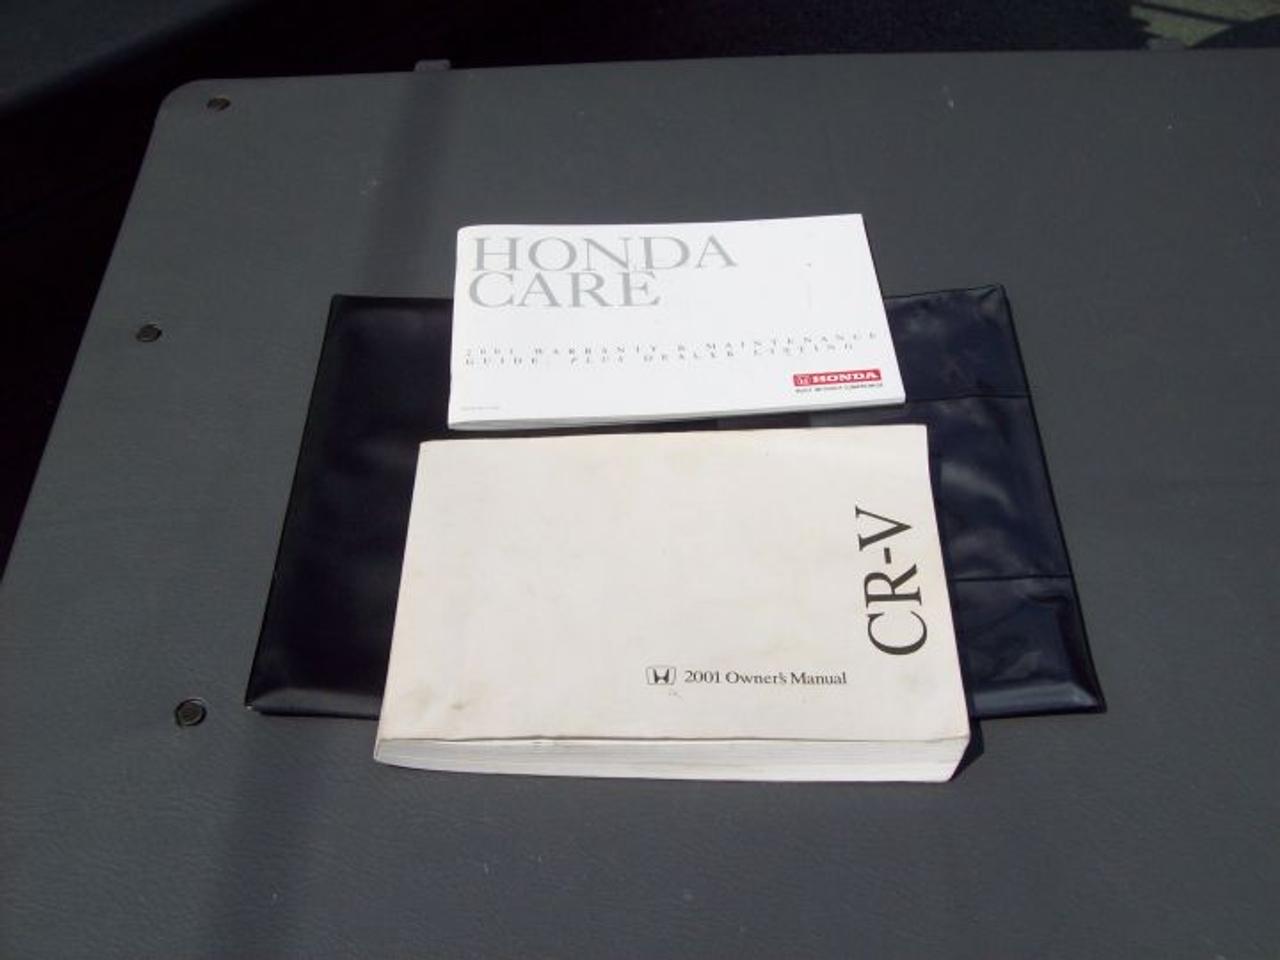 HONDA
CARE
2001 WARRANTY & MAINTENANCE
GUIDE, PLUS DEALER LISTING
HONDA
CR-V
2001 Owner's Manual